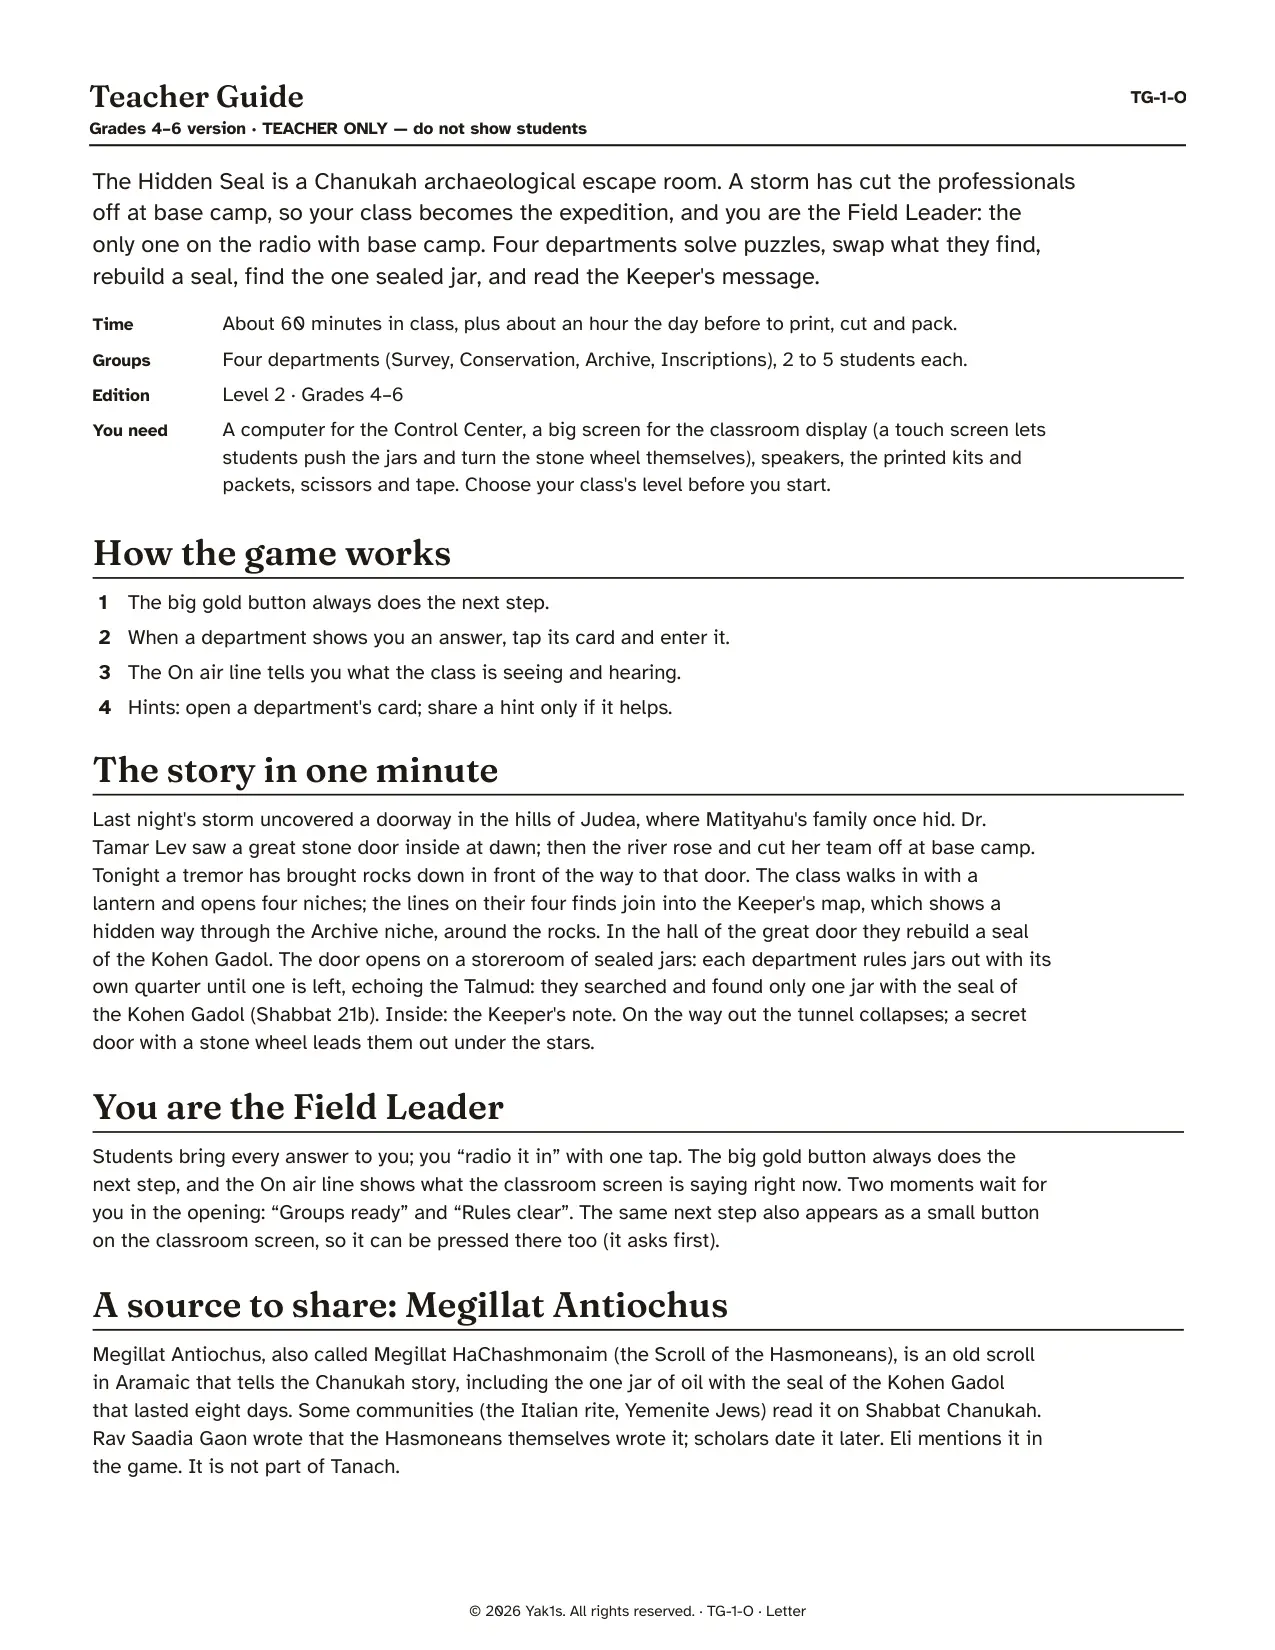 Teacher Guide
TG-1-O
Grades 4–6 version · TEACHER ONLY — do not show students
The Hidden Seal is a Chanukah archaeological escape room. A storm has cut the professionals
off at base camp, so your class becomes the expedition, and you are the Field Leader: the
only one on the radio with base camp. Four departments solve puzzles, swap what they find,
rebuild a seal, find the one sealed jar, and read the Keeper's message.
Time About 60 minutes in class, plus about an hour the day before to print, cut and pack.
Groups Four departments (Survey, Conservation, Archive, Inscriptions), 2 to 5 students each.
Edition Level 2 · Grades 4–6
You need A computer for the Control Center, a big screen for the classroom display (a touch screen lets
students push the jars and turn the stone wheel themselves), speakers, the printed kits and
packets, scissors and tape. Choose your class's level before you start.
How the game works
1 The big gold button always does the next step.
2 When a department shows you an answer, tap its card and enter it.
3 The On air line tells you what the class is seeing and hearing.
4 Hints: open a department's card; share a hint only if it helps.
The story in one minute
Last night's storm uncovered a doorway in the hills of Judea, where Matityahu's family once hid. Dr.
Tamar Lev saw a great stone door inside at dawn; then the river rose and cut her team off at base camp.
Tonight a tremor has brought rocks down in front of the way to that door. The class walks in with a
lantern and opens four niches; the lines on their four finds join into the Keeper's map, which shows a
hidden way through the Archive niche, around the rocks. In the hall of the great door they rebuild a seal
of the Kohen Gadol. The door opens on a storeroom of sealed jars: each department rules jars out with its
own quarter until one is left, echoing the Talmud: they searched and found only one jar with the seal of
the Kohen Gadol (Shabbat 21b). Inside: the Keeper's note. On the way out the tunnel collapses; a secret
door with a stone wheel leads them out under the stars.
You are the Field Leader
Students bring every answer to you; you “radio it in” with one tap. The big gold button always does the
next step, and the On air line shows what the classroom screen is saying right now. Two moments wait for
you in the opening: “Groups ready” and “Rules clear”. The same next step also appears as a small button
on the classroom screen, so it can be pressed there too (it asks first).
A source to share: Megillat Antiochus
Megillat Antiochus, also called Megillat HaChashmonaim (the Scroll of the Hasmoneans), is an old scroll
in Aramaic that tells the Chanukah story, including the one jar of oil with the seal of the Kohen Gadol
that lasted eight days. Some communities (the Italian rite, Yemenite Jews) read it on Shabbat Chanukah.
Rav Saadia Gaon wrote that the Hasmoneans themselves wrote it; scholars date it later. Eli mentions it in
the game. It is not part of Tanach.
© 2026 Yak1s. All rights reserved. · TG-1-O · Letter